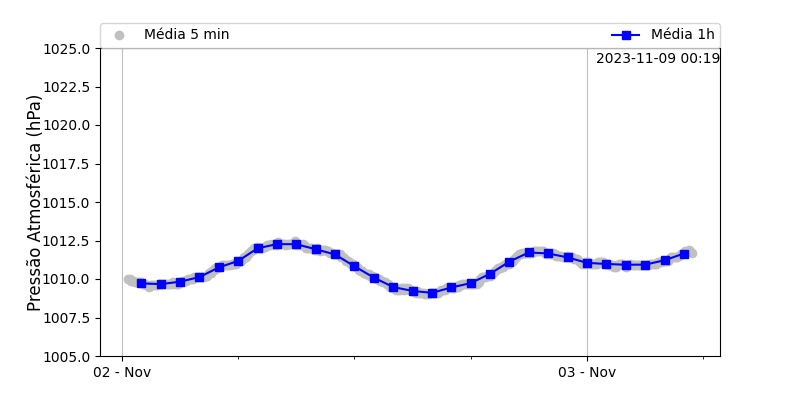 Média 5 min
Média 1h
2023-11-09 00:19
Pressão Atmosférica (hPa)
1025.0
1022.5
1020.0
1017.5
1015.0
1012.5
1010.0
1007.5
1005.0
02 - Nov
03 - Nov